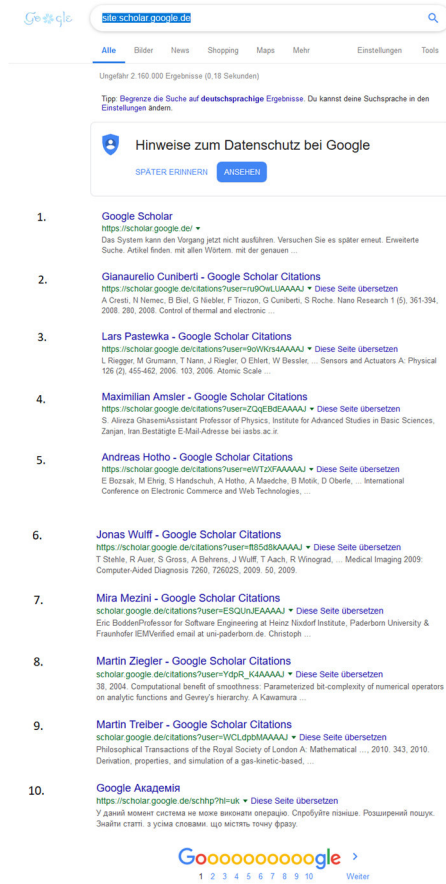 Google
site:scholar.google.de
Alle Bilder News Shopping Maps Mehr Einstellungen Tools
Ungefähr 2.160.000 Ergebnisse (0,18 Sekunden)
Tipp: Begrenze die Suche auf deutschsprachige Ergebnisse. Du kannst deine Suchsprache in den
Einstellungen ändern.
Hinweise zum Datenschutz bei Google
SPÄTER ERINNERN ANSEHEN
1. Google Scholar
https://scholar.google.de/
Das System kann den Vorgang jetzt nicht ausführen. Versuchen Sie es später erneut. Erweiterte
Suche. Artikel finden. mit allen Wörtern. mit der genauen ...
2. Gianaurelio Cuniberti - Google Scholar Citations
https://scholar.google.de/citations?user=ru9OwLUAAAAJ Diese Seite übersetzen
A Cresti, N Nemec, B Biel, G Niebler, F Triozon, G Cuniberti, S Roche. Nano Research 1 (5), 361-394,
2008. 280, 2008. Control of thermal and electronic ...
3. Lars Pastewka - Google Scholar Citations
https://scholar.google.de/citations?user=9oWKrs4AAAAJ Diese Seite übersetzen
L Riegger, M Grumann, T Nann, J Riegler, O Ehlert, W Bessler, ... Sensors and Actuators A: Physical
126 (2), 455-462, 2006. 103, 2006. Atomic Scale ...
4. Maximilian Amsler - Google Scholar Citations
https://scholar.google.de/citations?user=ZQqEBdEAAAAJ Diese Seite übersetzen
S. Alireza GhasemiAssistant Professor of Physics, Institute for Advanced Studies in Basic Sciences,
Zanjan, Iran.Bestätigte E-Mail-Adresse bei iasbs.ac.ir.
5. Andreas Hotho - Google Scholar Citations
https://scholar.google.de/citations?user=eWTzXFAAAAAJ Diese Seite übersetzen
E Bozsak, M Ehrig, S Handschuh, A Hotho, A Maedche, B Motik, D Oberle, ... International
Conference on Electronic Commerce and Web Technologies, ...
6. Jonas Wulff - Google Scholar Citations
https://scholar.google.de/citations?user=ft85d8kAAAAJ Diese Seite übersetzen
T Stehle, R Auer, S Gross, A Behrens, J Wulff, T Aach, R Winograd, ... Medical Imaging 2009:
Computer-Aided Diagnosis 7260, 72602S, 2009. 50, 2009.
7. Mira Mezini - Google Scholar Citations
scholar.google.de/citations?user=ESQUnJEAAAAJ Diese Seite übersetzen
Eric BoddenProfessor for Software Engineering at Heinz Nixdorf Institute, Paderborn University &
Fraunhofer IEMVerified email at uni-paderborn.de. Christoph ...
8. Martin Ziegler - Google Scholar Citations
scholar.google.de/citations?user=YdpR_K4AAAAJ Diese Seite übersetzen
38, 2004. Computational benefit of smoothness: Parameterized bit-complexity of numerical operators
on analytic functions and Gevrey's hierarchy. A Kawamura ...
9. Martin Treiber - Google Scholar Citations
scholar.google.de/citations?user=WCLdpbMAAAAJ Diese Seite übersetzen
Philosophical Transactions of the Royal Society of London A: Mathematical ..., 2010. 343, 2010.
Derivation, properties, and simulation of a gas-kinetic-based, ...
10. Google Академія
https://scholar.google.de/schhp?hl=uk Diese Seite übersetzen
У даний момент система не може виконати операцію. Спробуйте пізніше. Розширений пошук.
Знайти статті. з усіма словами. що містять точну фразу.
Goooooooooogle
1 2 3 4 5 6 7 8 9 10 Weiter